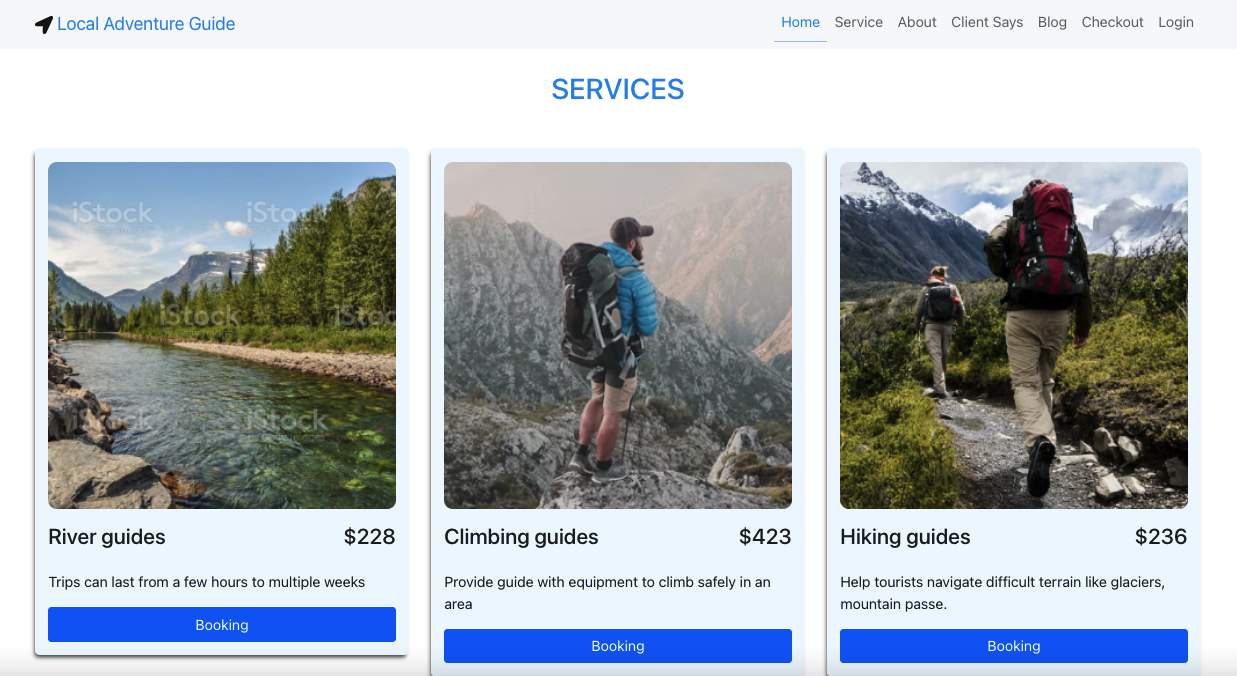 Local Adventure Guide
Home Service About Client Says Blog Checkout Login
SERVICES
iStock iStock
iStock iStock
iStock iStock
River guides $228
Trips can last from a few hours to multiple weeks
Booking
Climbing guides $423
Provide guide with equipment to climb safely in an
area
Booking
Hiking guides $236
Help tourists navigate difficult terrain like glaciers,
mountain passe.
Booking